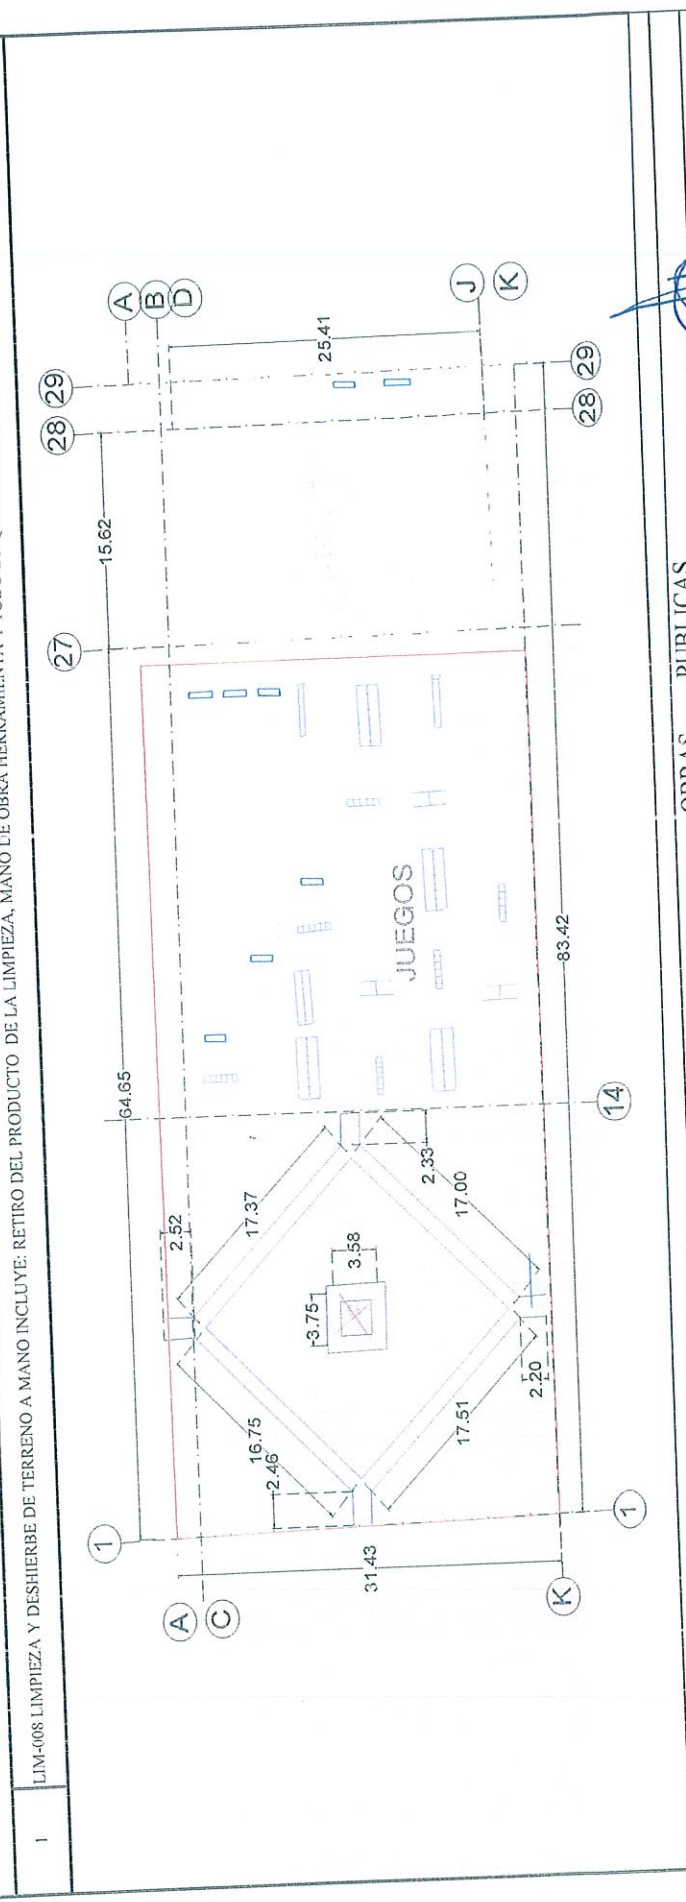 1
LIM-008 LIMPIEZA Y DESHIERBE DE TERRENO A MANO INCLUYE: RETIRO DEL PRODUCTO DE LA LIMPIEZA, MANO DE OBRA
1
64.65
27
15.62
28
29
A
B
D
A
C
31.43
K
2.46
16.75
2.52
17.37
3.75
3.58
2.33
17.00
17.51
2.20
JUEGOS
25.41
J
K
14
83.42
1
28
29
PUBLICAS